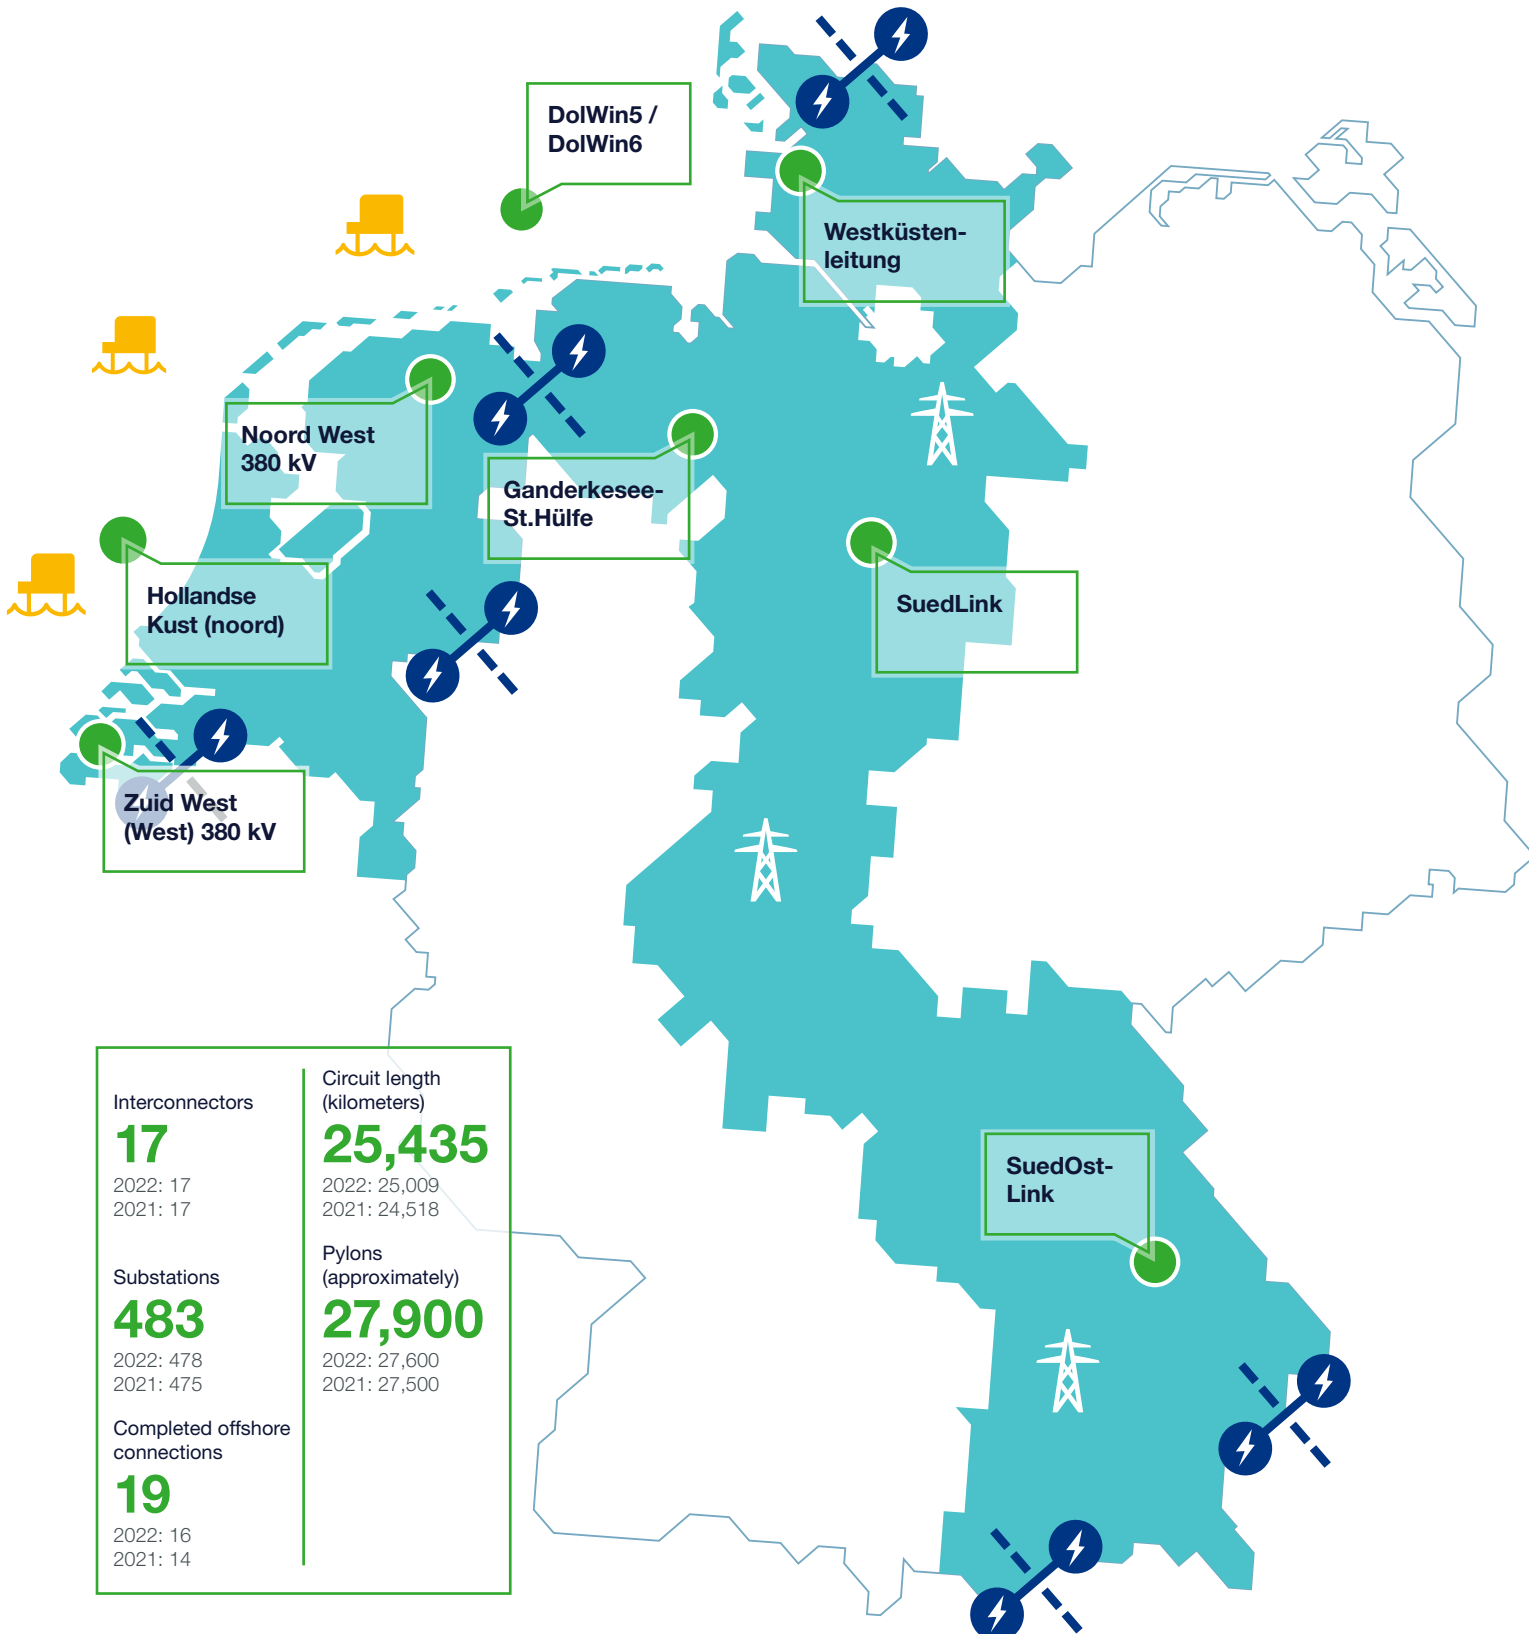 DolWin5 /
DolWin6
Westküsten-
leitung
Noord West
380 kV
Ganderkesee-
St.Hülfe
Hollandse
Kust (noord)
SuedLink
Zuid West
(West) 380 kV
SuedOst-
Link
Interconnectors
17
2022: 17
2021: 17
Substations
483
2022: 478
2021: 475
Completed offshore
connections
19
2022: 16
2021: 14
Circuit length
(kilometers)
25,435
2022: 25,009
2021: 24,518
Pylons
(approximately)
27,900
2022: 27,600
2021: 27,500